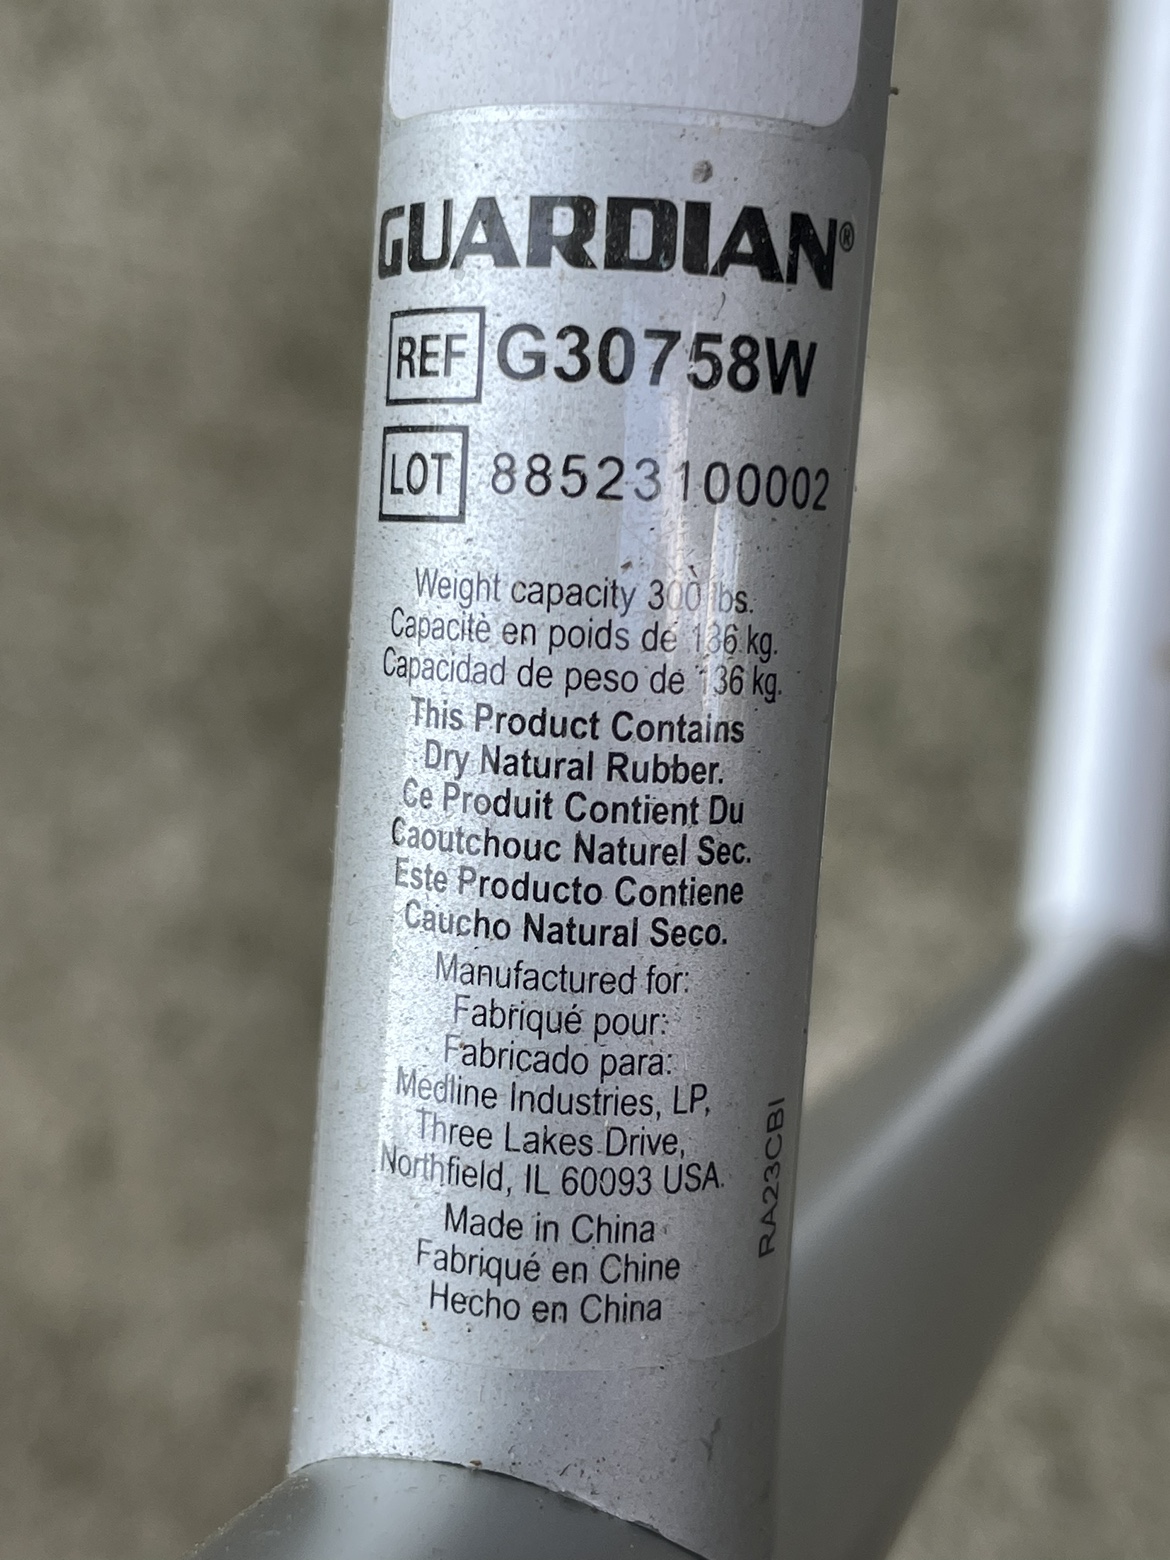 GUARDIAN®
REF G30758W
LOT 88523100002
Weight capacity 300 lbs.
Capacité en poids de 136 kg.
Capacidad de peso de 136 kg.
This Product Contains
Dry Natural Rubber.
Ce Produit Contient Du
Caoutchouc Naturel Sec.
Este Producto Contiene
Caucho Natural Seco.
Manufactured for:
Fabriqué pour:
Fabricado para:
Medline Industries, LP,
Three Lakes Drive,
Northfield, IL 60093 USA.
Made in China
Fabriqué en Chine
Hecho en China
RA23CBI